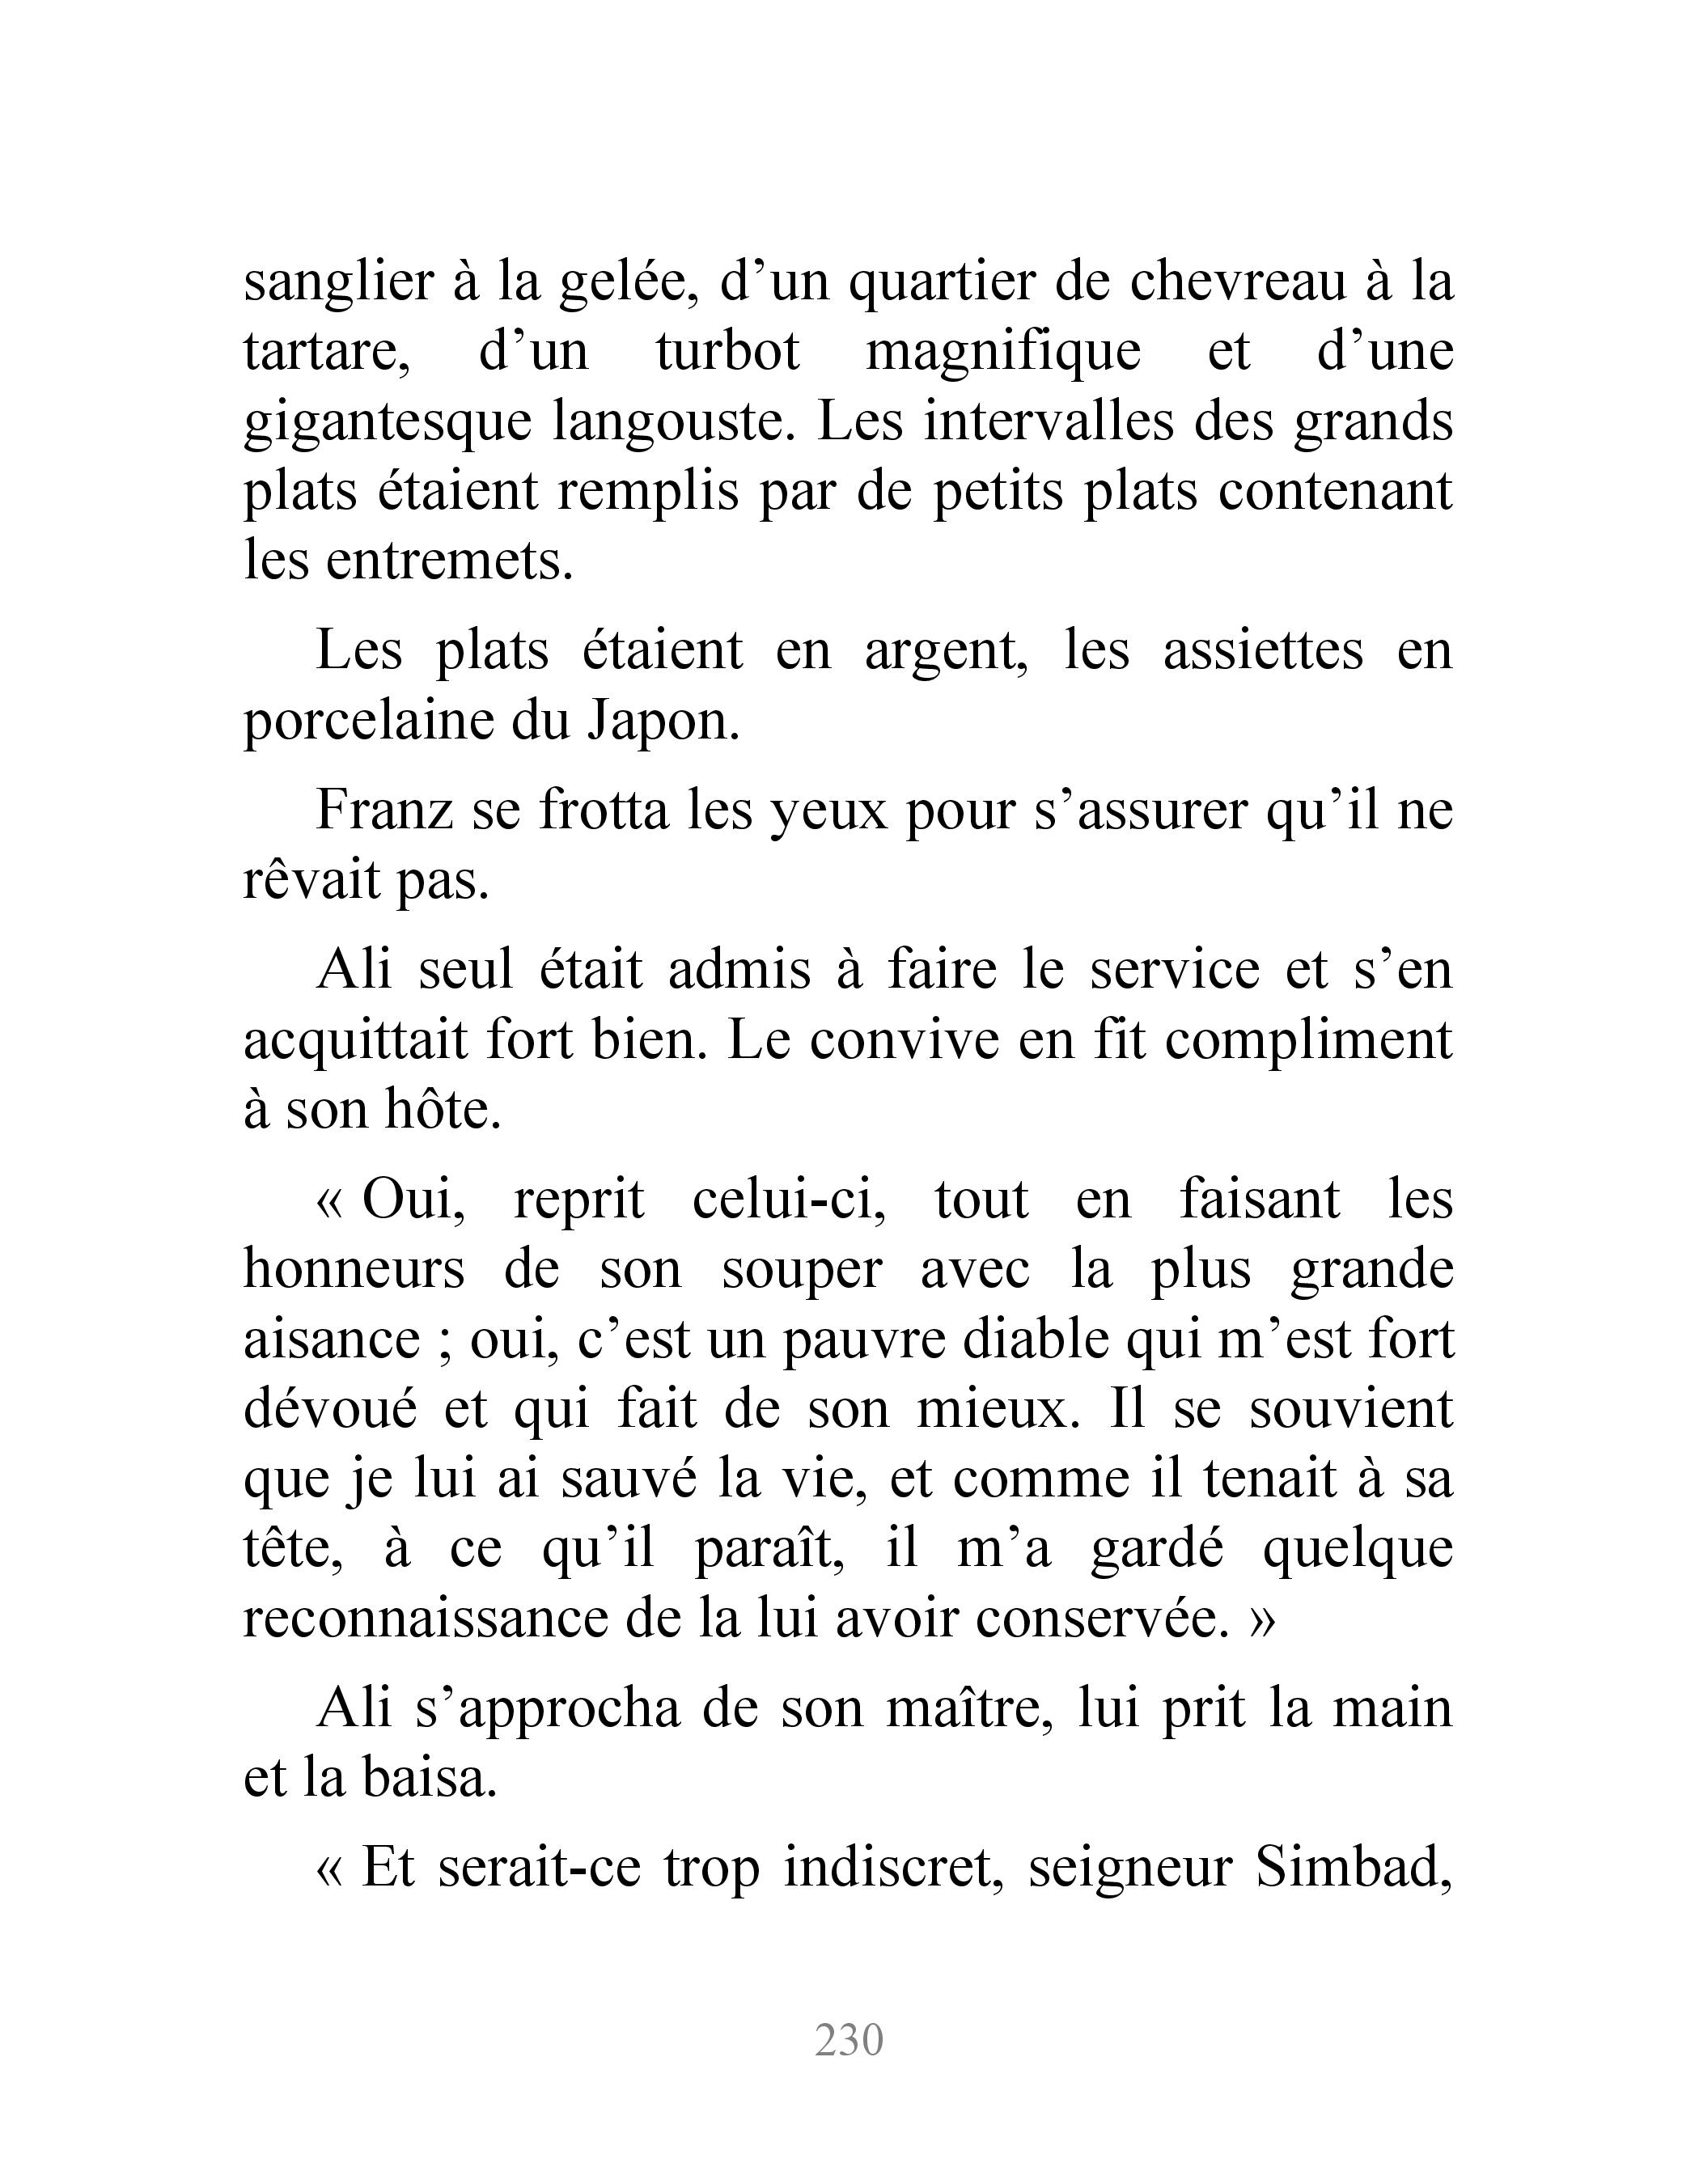 sanglier à la gelée, d’un quartier de chevreau à la
tartare, d’un turbot magnifique et d’une
gigantesque langouste. Les intervalles des grands
plats étaient remplis par de petits plats contenant
les entremets.
Les plats étaient en argent, les assiettes en
porcelaine du Japon.
Franz se frotta les yeux pour s’assurer qu’il ne
rêvait pas.
Ali seul était admis à faire le service et s’en
acquittait fort bien. Le convive en fit compliment
à son hôte.
« Oui, reprit celui-ci, tout en faisant les
honneurs de son souper avec la plus grande
aisance ; oui, c’est un pauvre diable qui m’est fort
dévoué et qui fait de son mieux. Il se souvient
que je lui ai sauvé la vie, et comme il tenait à sa
tête, à ce qu’il paraît, il m’a gardé quelque
reconnaissance de la lui avoir conservée. »
Ali s’approcha de son maître, lui prit la main
et la baisa.
« Et serait-ce trop indiscret, seigneur Simbad,
230